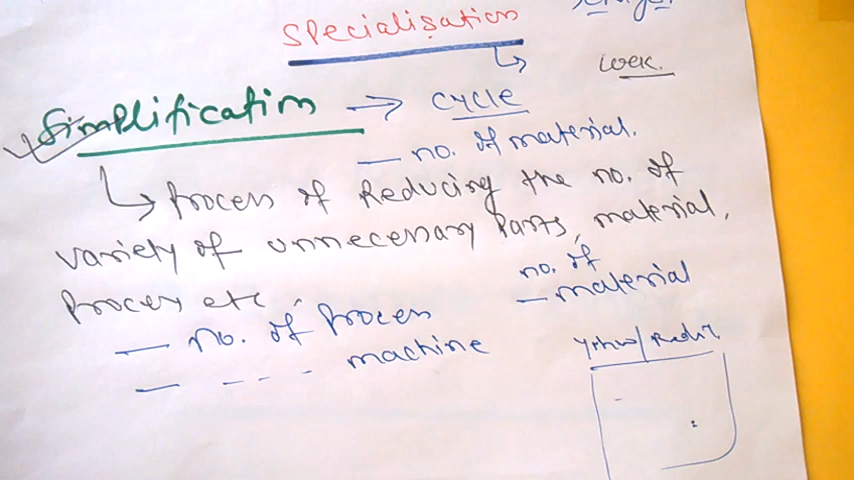 Specialisation
work.
Simplification → cycle
— no. of material.
↳ Process of Reducing the no. of
variety of unnecessary Parts, material,
Process etc.
no. of
— material
— no. of Process
— - - - machine